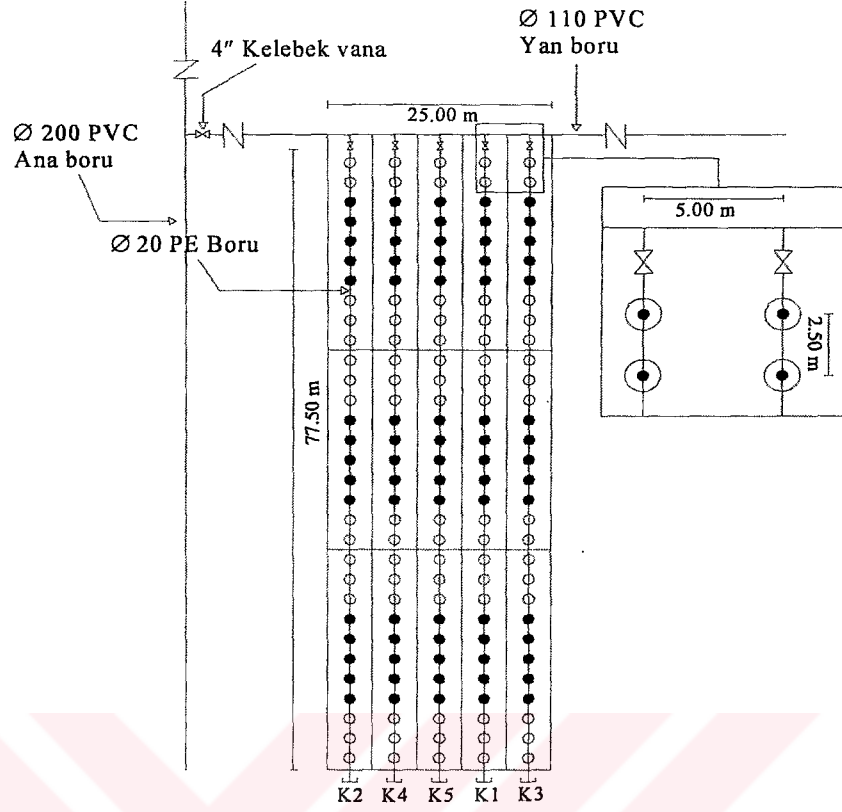 Ø 110 PVC
Yan boru
4″ Kelebek vana
25.00 m
Ø 200 PVC
Ana boru
5.00 m
Ø 20 PE Boru
2.50 m
77.50 m
K2 K4 K5 K1 K3